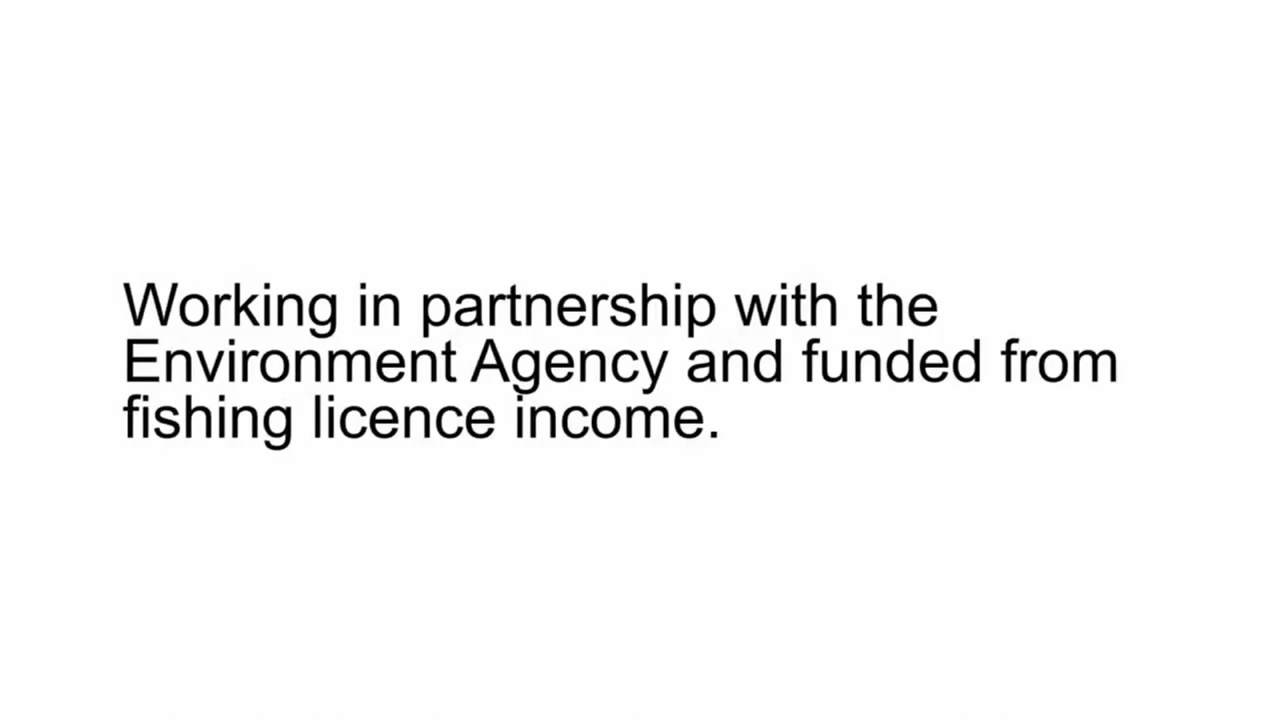 Working in partnership with the
Environment Agency and funded from
fishing licence income.